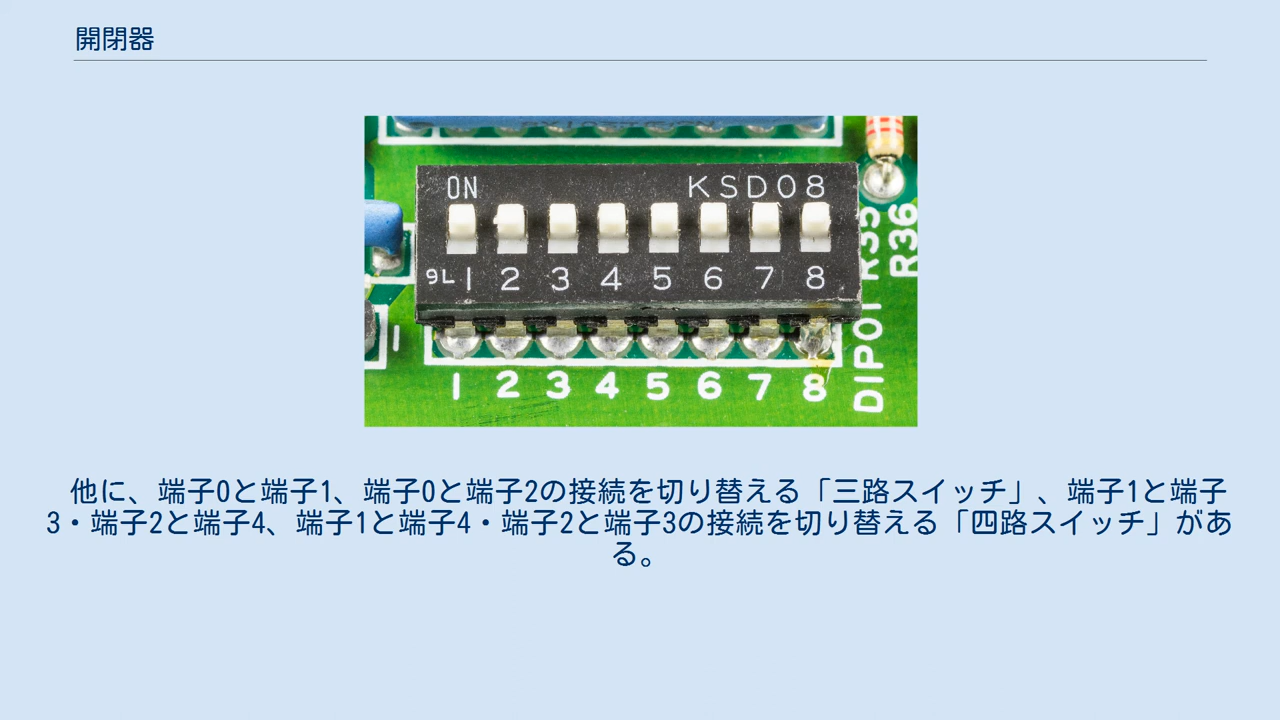 開閉器
ON KSD08
9L 1 2 3 4 5 6 7 8
R35
R36
DIP01
1 2 3 4 5 6 7 8
他に、端子0と端子1、端子0と端子2の接続を切り替える「三路スイッチ」、端子1と端子
3・端子2と端子4、端子1と端子4・端子2と端子3の接続を切り替える「四路スイッチ」があ
る。